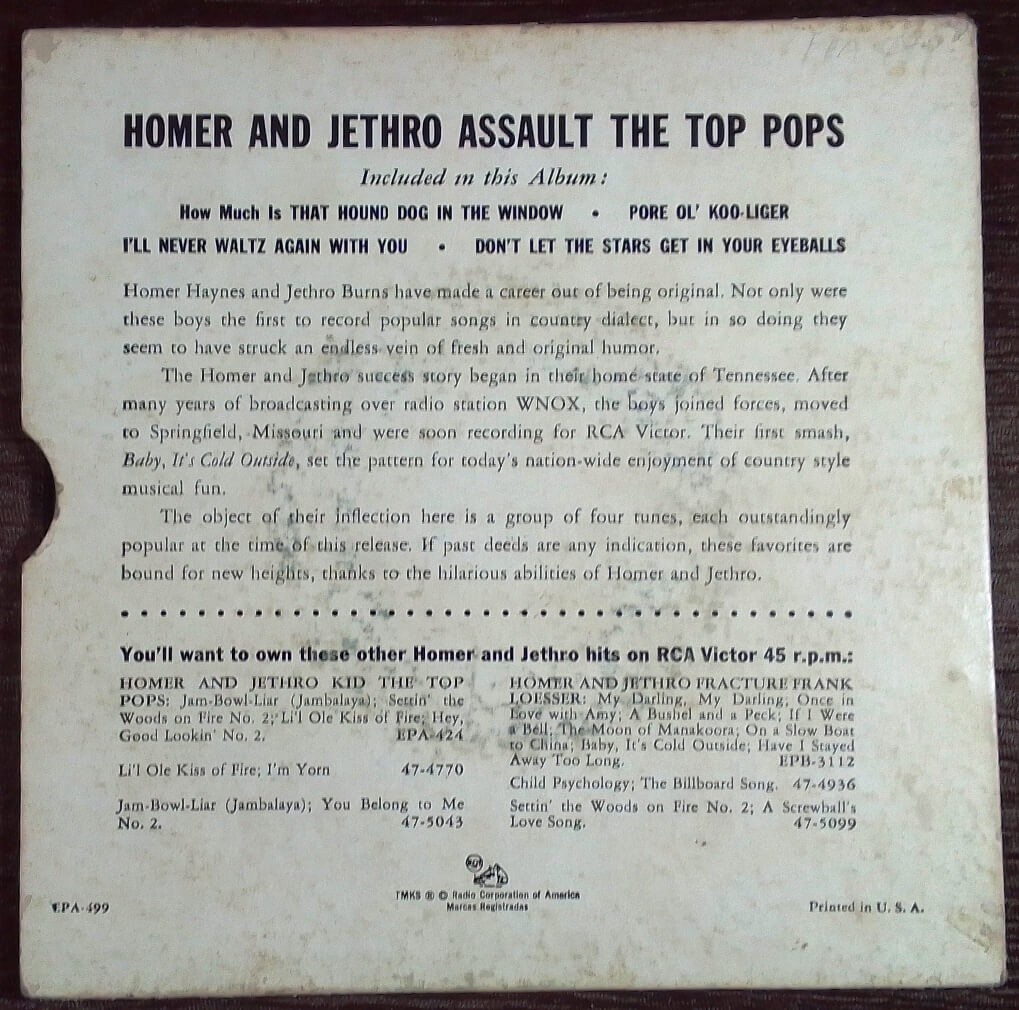 HOMER AND JETHRO ASSAULT THE TOP POPS
Included in this Album:
How Much Is THAT HOUND DOG IN THE WINDOW • PORE OL' KOO-LIGER
I'LL NEVER WALTZ AGAIN WITH YOU • DON'T LET THE STARS GET IN YOUR EYEBALLS
Homer Haynes and Jethro Burns have made a career out of being original. Not only were
these boys the first to record popular songs in country dialect, but in so doing they
seem to have struck an endless vein of fresh and original humor.
The Homer and Jethro success story began in their home state of Tennessee. After
many years of broadcasting over radio station WNOX, the boys joined forces, moved
to Springfield, Missouri and were soon recording for RCA Victor. Their first smash,
Baby, It's Cold Outside, set the pattern for today's nation-wide enjoyment of country style
musical fun.
The object of their inflection here is a group of four tunes, each outstandingly
popular at the time of this release. If past deeds are any indication, these favorites are
bound for new heights, thanks to the hilarious abilities of Homer and Jethro.
You'll want to own these other Homer and Jethro hits on RCA Victor 45 r.p.m.:
HOMER AND JETHRO KID THE TOP
POPS: Jam-Bowl-Liar (Jambalaya); Settin' the
Woods on Fire No. 2; Li'l Ole Kiss of Fire; Hey,
Good Lookin' No. 2. EPA-424
Li'l Ole Kiss of Fire; I'm Yorn 47-4770
Jam-Bowl-Liar (Jambalaya); You Belong to Me
No. 2. 47-5043
HOMER AND JETHRO FRACTURE FRANK
LOESSER: My Darling, My Darling; Once in
Love with Amy; A Bushel and a Peck; If I Were
a Bell; The Moon of Manakoora; On a Slow Boat
to China; Baby, It's Cold Outside; Have I Stayed
Away Too Long. EPB-3112
Child Psychology; The Billboard Song. 47-4936
Settin' the Woods on Fire No. 2; A Screwball's
Love Song. 47-5099
RCA
TMKS ® © Radio Corporation of America
Marcas Registradas
EPA-499
Printed in U. S. A.